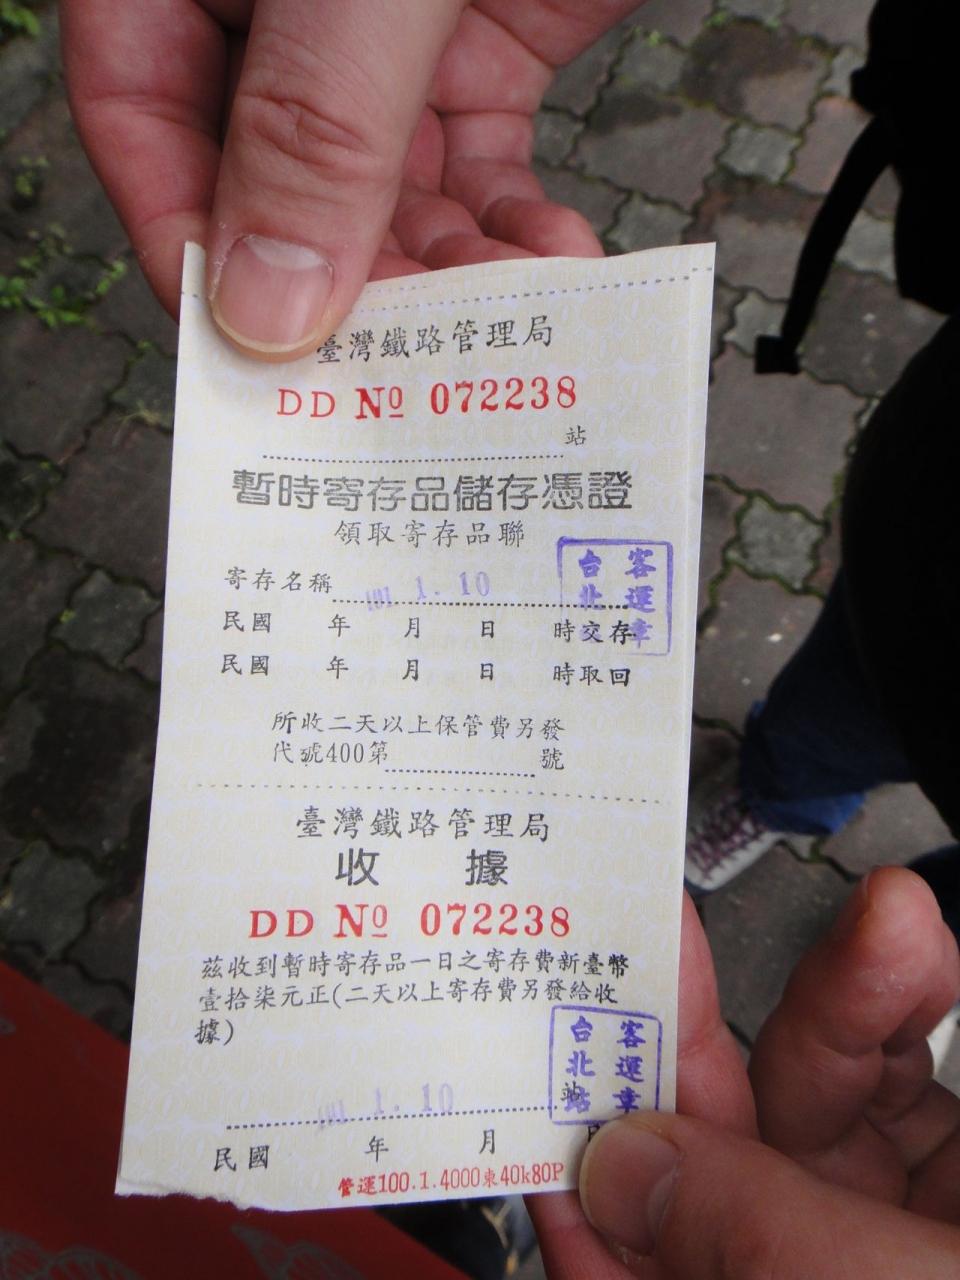 臺灣鐵路管理局
DD No 072238
站
暫時寄存品儲存憑證
領取寄存品聯
寄存名稱
101. 1. 10
台北
客運章
民國 年 月 日 時交存
民國 年 月 日 時取回
所收二天以上保管費另發
代號400第 號
臺灣鐵路管理局
收 據
DD No 072238
茲收到暫時寄存品一日之寄存費新臺幣
壹拾柒元正(二天以上寄存費另發給收
據)
101. 1. 10
站
台北站
客運章
民國 年 月
管運100.1.4000束40k80P